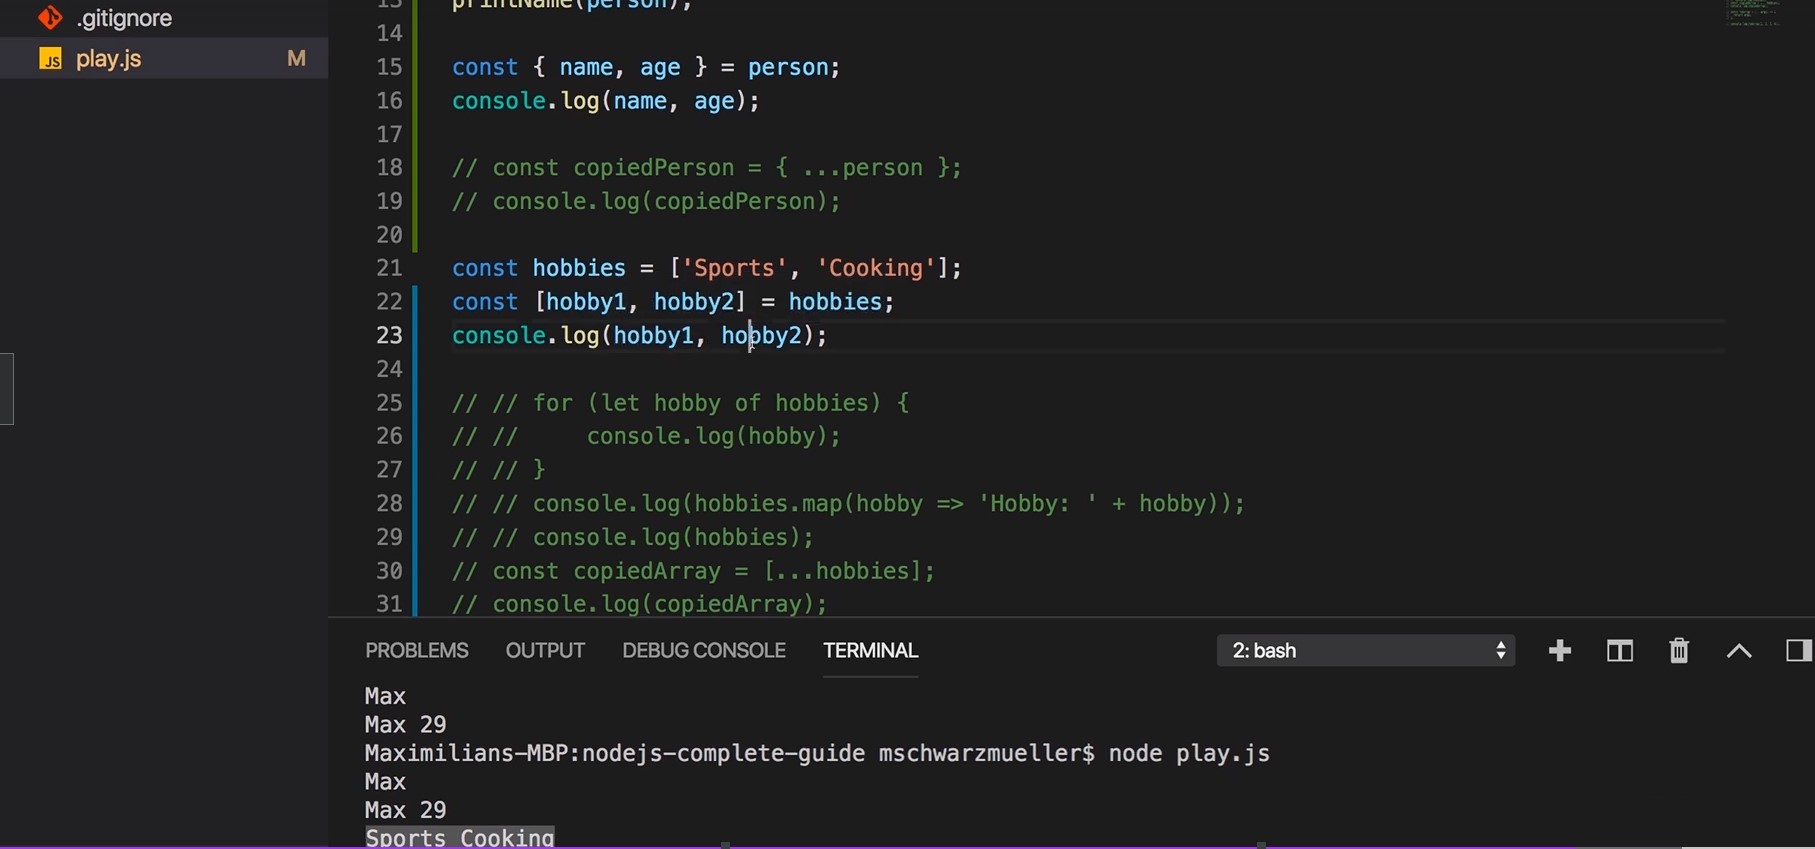 .gitignore
JS play.js M
13 printName(person);
14
15 const { name, age } = person;
16 console.log(name, age);
17
18 // const copiedPerson = { ...person };
19 // console.log(copiedPerson);
20
21 const hobbies = ['Sports', 'Cooking'];
22 const [hobby1, hobby2] = hobbies;
23 console.log(hobby1, hobby2);
24
25 // // for (let hobby of hobbies) {
26 // //     console.log(hobby);
27 // // }
28 // // console.log(hobbies.map(hobby => 'Hobby: ' + hobby));
29 // // console.log(hobbies);
30 // const copiedArray = [...hobbies];
31 // console.log(copiedArray);
PROBLEMS OUTPUT DEBUG CONSOLE TERMINAL 2: bash
Max
Max 29
Maximilians-MBP:nodejs-complete-guide mschwarzmueller$ node play.js
Max
Max 29
Sports Cooking